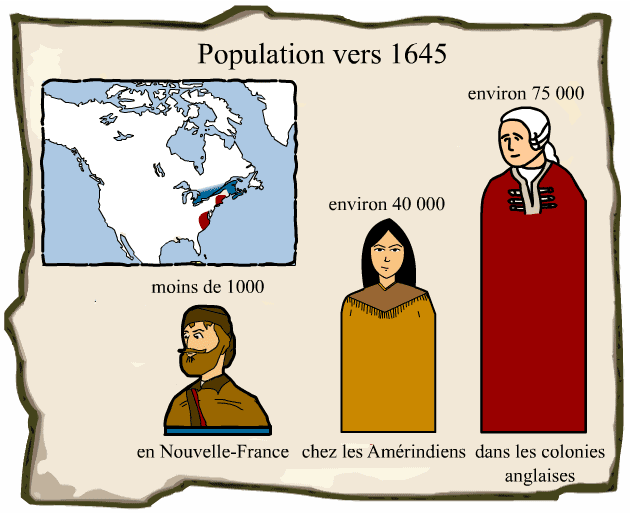 Population vers 1645
environ 75 000
environ 40 000
moins de 1000
en Nouvelle-France
chez les Amérindiens
dans les colonies
anglaises